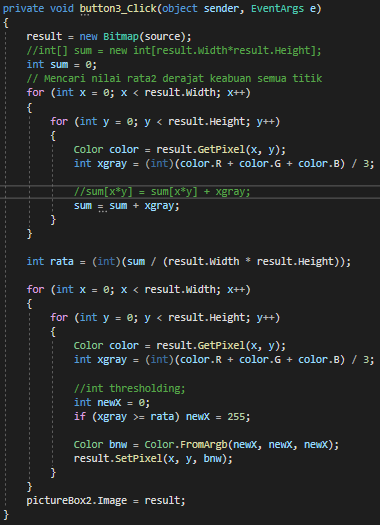 private void button3_Click(object sender, EventArgs e)
{
result = new Bitmap(source);
//int[] sum = new int[result.Width*result.Height];
int sum = 0;
// Mencari nilai rata2 derajat keabuan semua titik
for (int x = 0; x < result.Width; x++)
{
for (int y = 0; y < result.Height; y++)
{
Color color = result.GetPixel(x, y);
int xgray = (int)(color.R + color.G + color.B) / 3;
//sum[x*y] = sum[x*y] + xgray;
sum = sum + xgray;
}
}
int rata = (int)(sum / (result.Width * result.Height));
for (int x = 0; x < result.Width; x++)
{
for (int y = 0; y < result.Height; y++)
{
Color color = result.GetPixel(x, y);
int xgray = (int)(color.R + color.G + color.B) / 3;
//int thresholding;
int newX = 0;
if (xgray >= rata) newX = 255;
Color bnw = Color.FromArgb(newX, newX, newX);
result.SetPixel(x, y, bnw);
}
}
pictureBox2.Image = result;
}